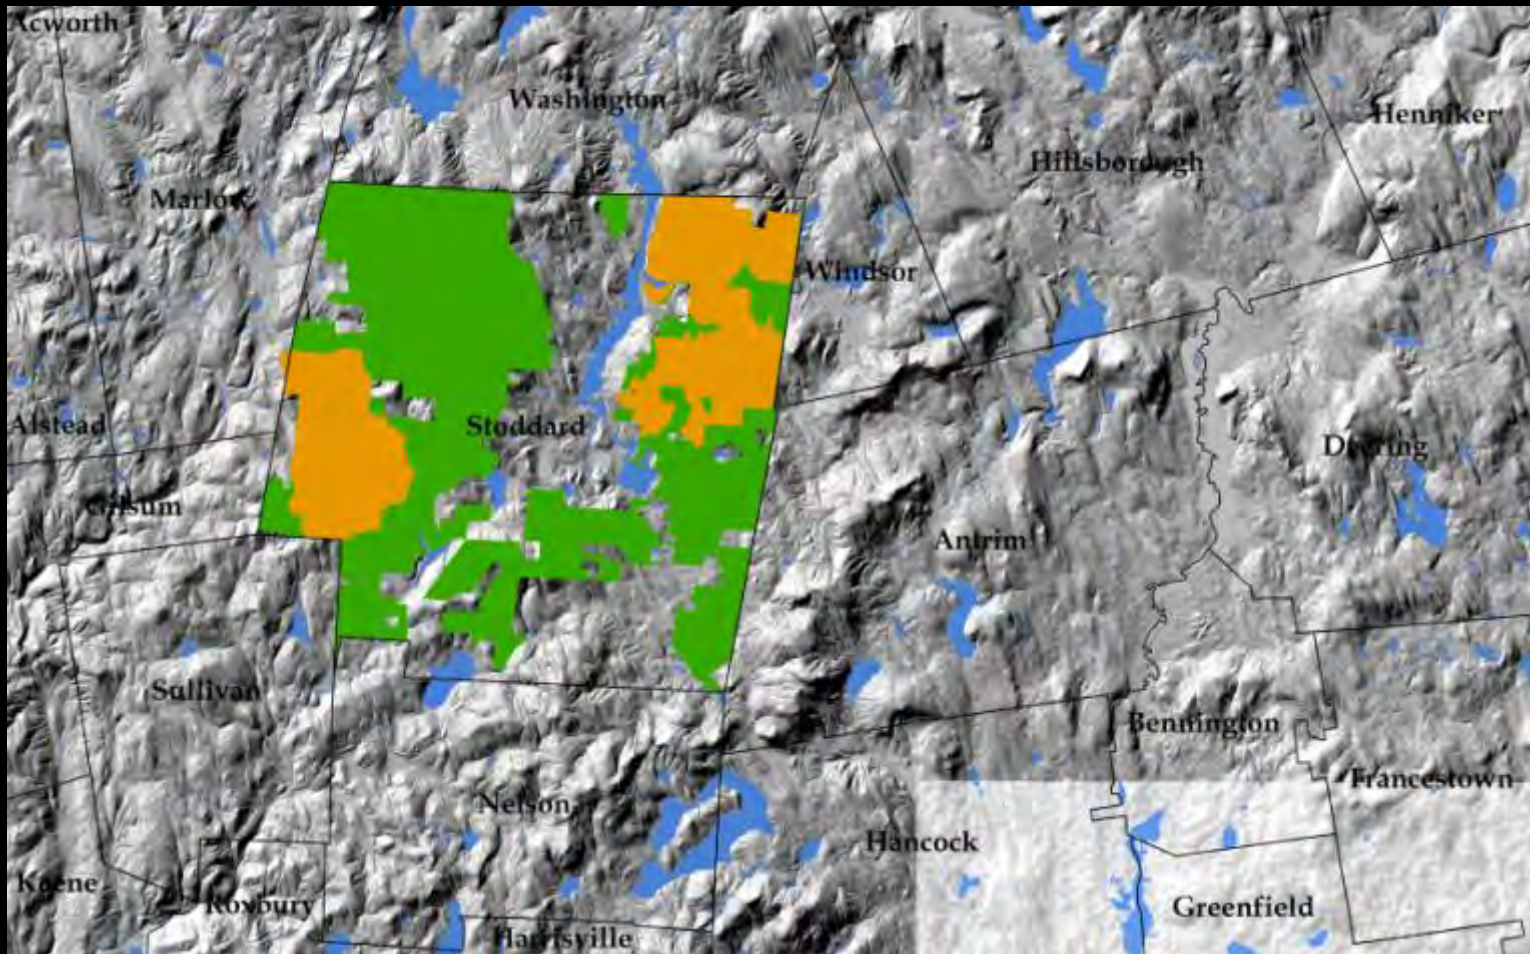 Acworth
Washington
Henniker
Hillsborough
Marlow
Windsor
Alstead
Stoddard
Deering
Gilsum
Antrim
Sullivan
Bennington
Francestown
Nelson
Hancock
Keene
Roxbury
Greenfield
Harrisville